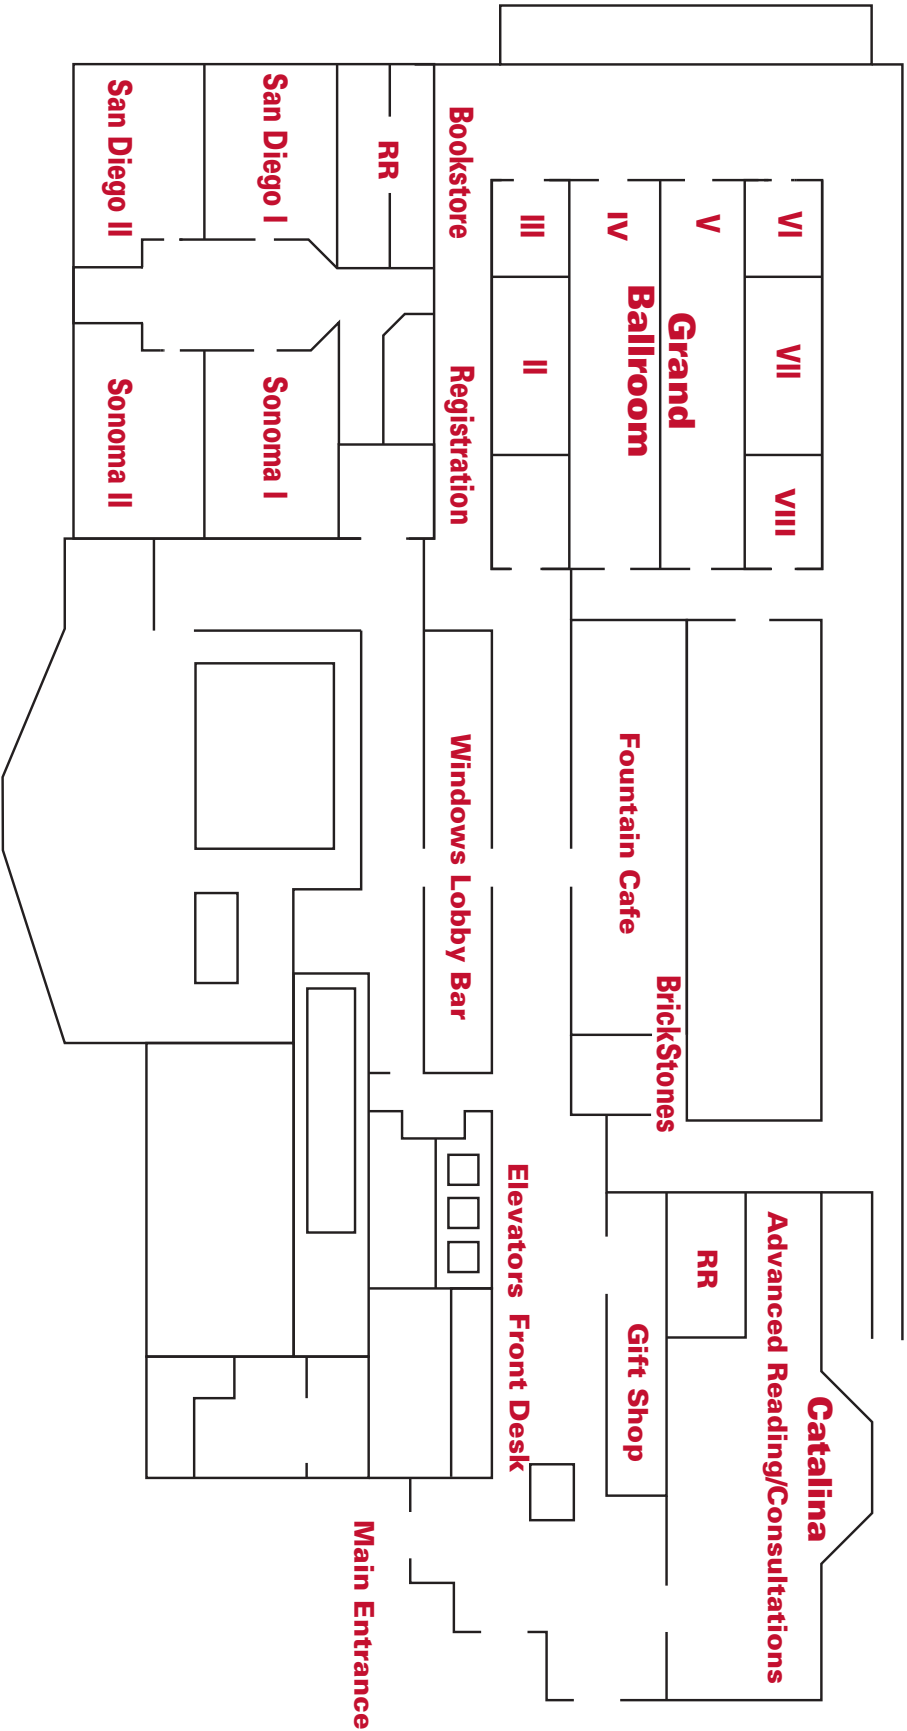 Catalina
Advanced Reading/Consultations
VI
VII
VIII
V
RR
Grand
Ballroom
IV
BrickStones
Gift Shop
Fountain Cafe
III
II
Elevators
Front Desk
Bookstore
Registration
Windows Lobby Bar
RR
Main Entrance
San Diego I
Sonoma I
San Diego II
Sonoma II